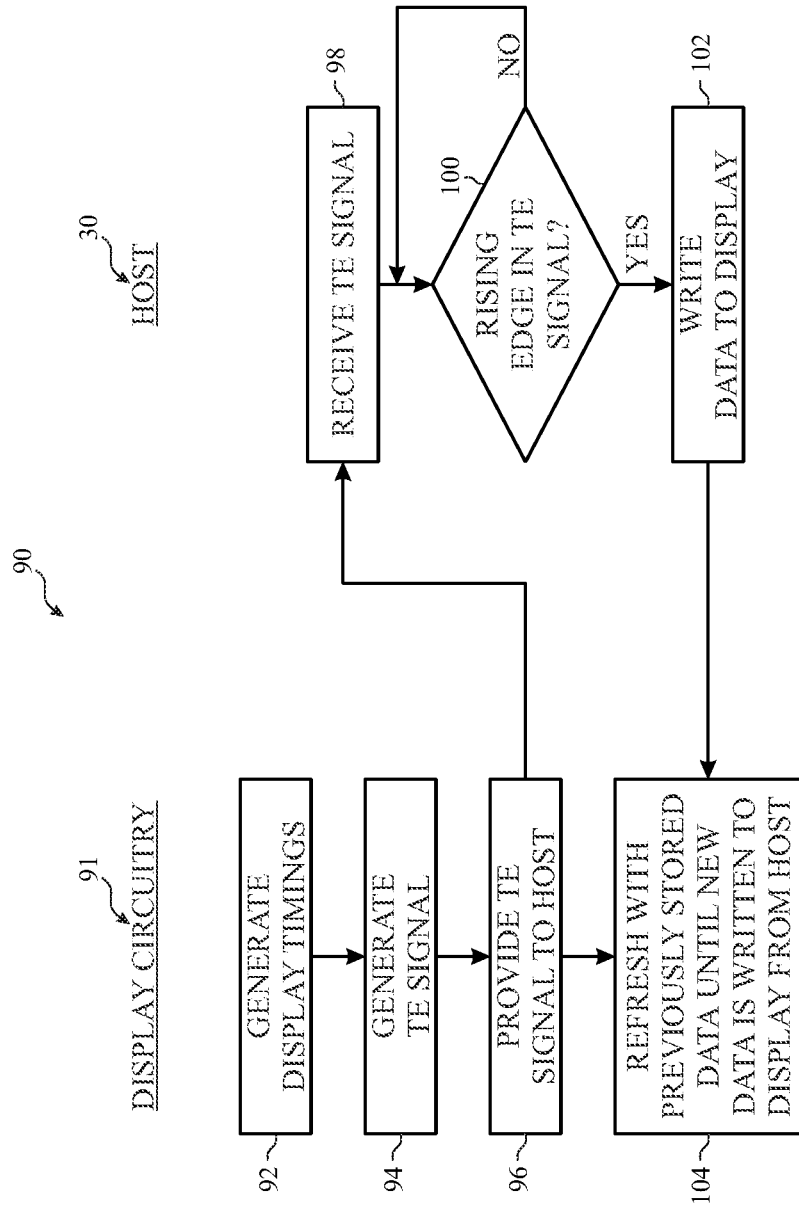 90
91
DISPLAY CIRCUITRY
92
GENERATE
DISPLAY TIMINGS
94
GENERATE
TE SIGNAL
96
PROVIDE TE
SIGNAL TO HOST
104
REFRESH WITH
PREVIOUSLY STORED
DATA UNTIL NEW
DATA IS WRITTEN TO
DISPLAY FROM HOST
30
HOST
98
RECEIVE TE SIGNAL
100
RISING
EDGE IN TE
SIGNAL?
NO
YES
102
WRITE
DATA TO DISPLAY